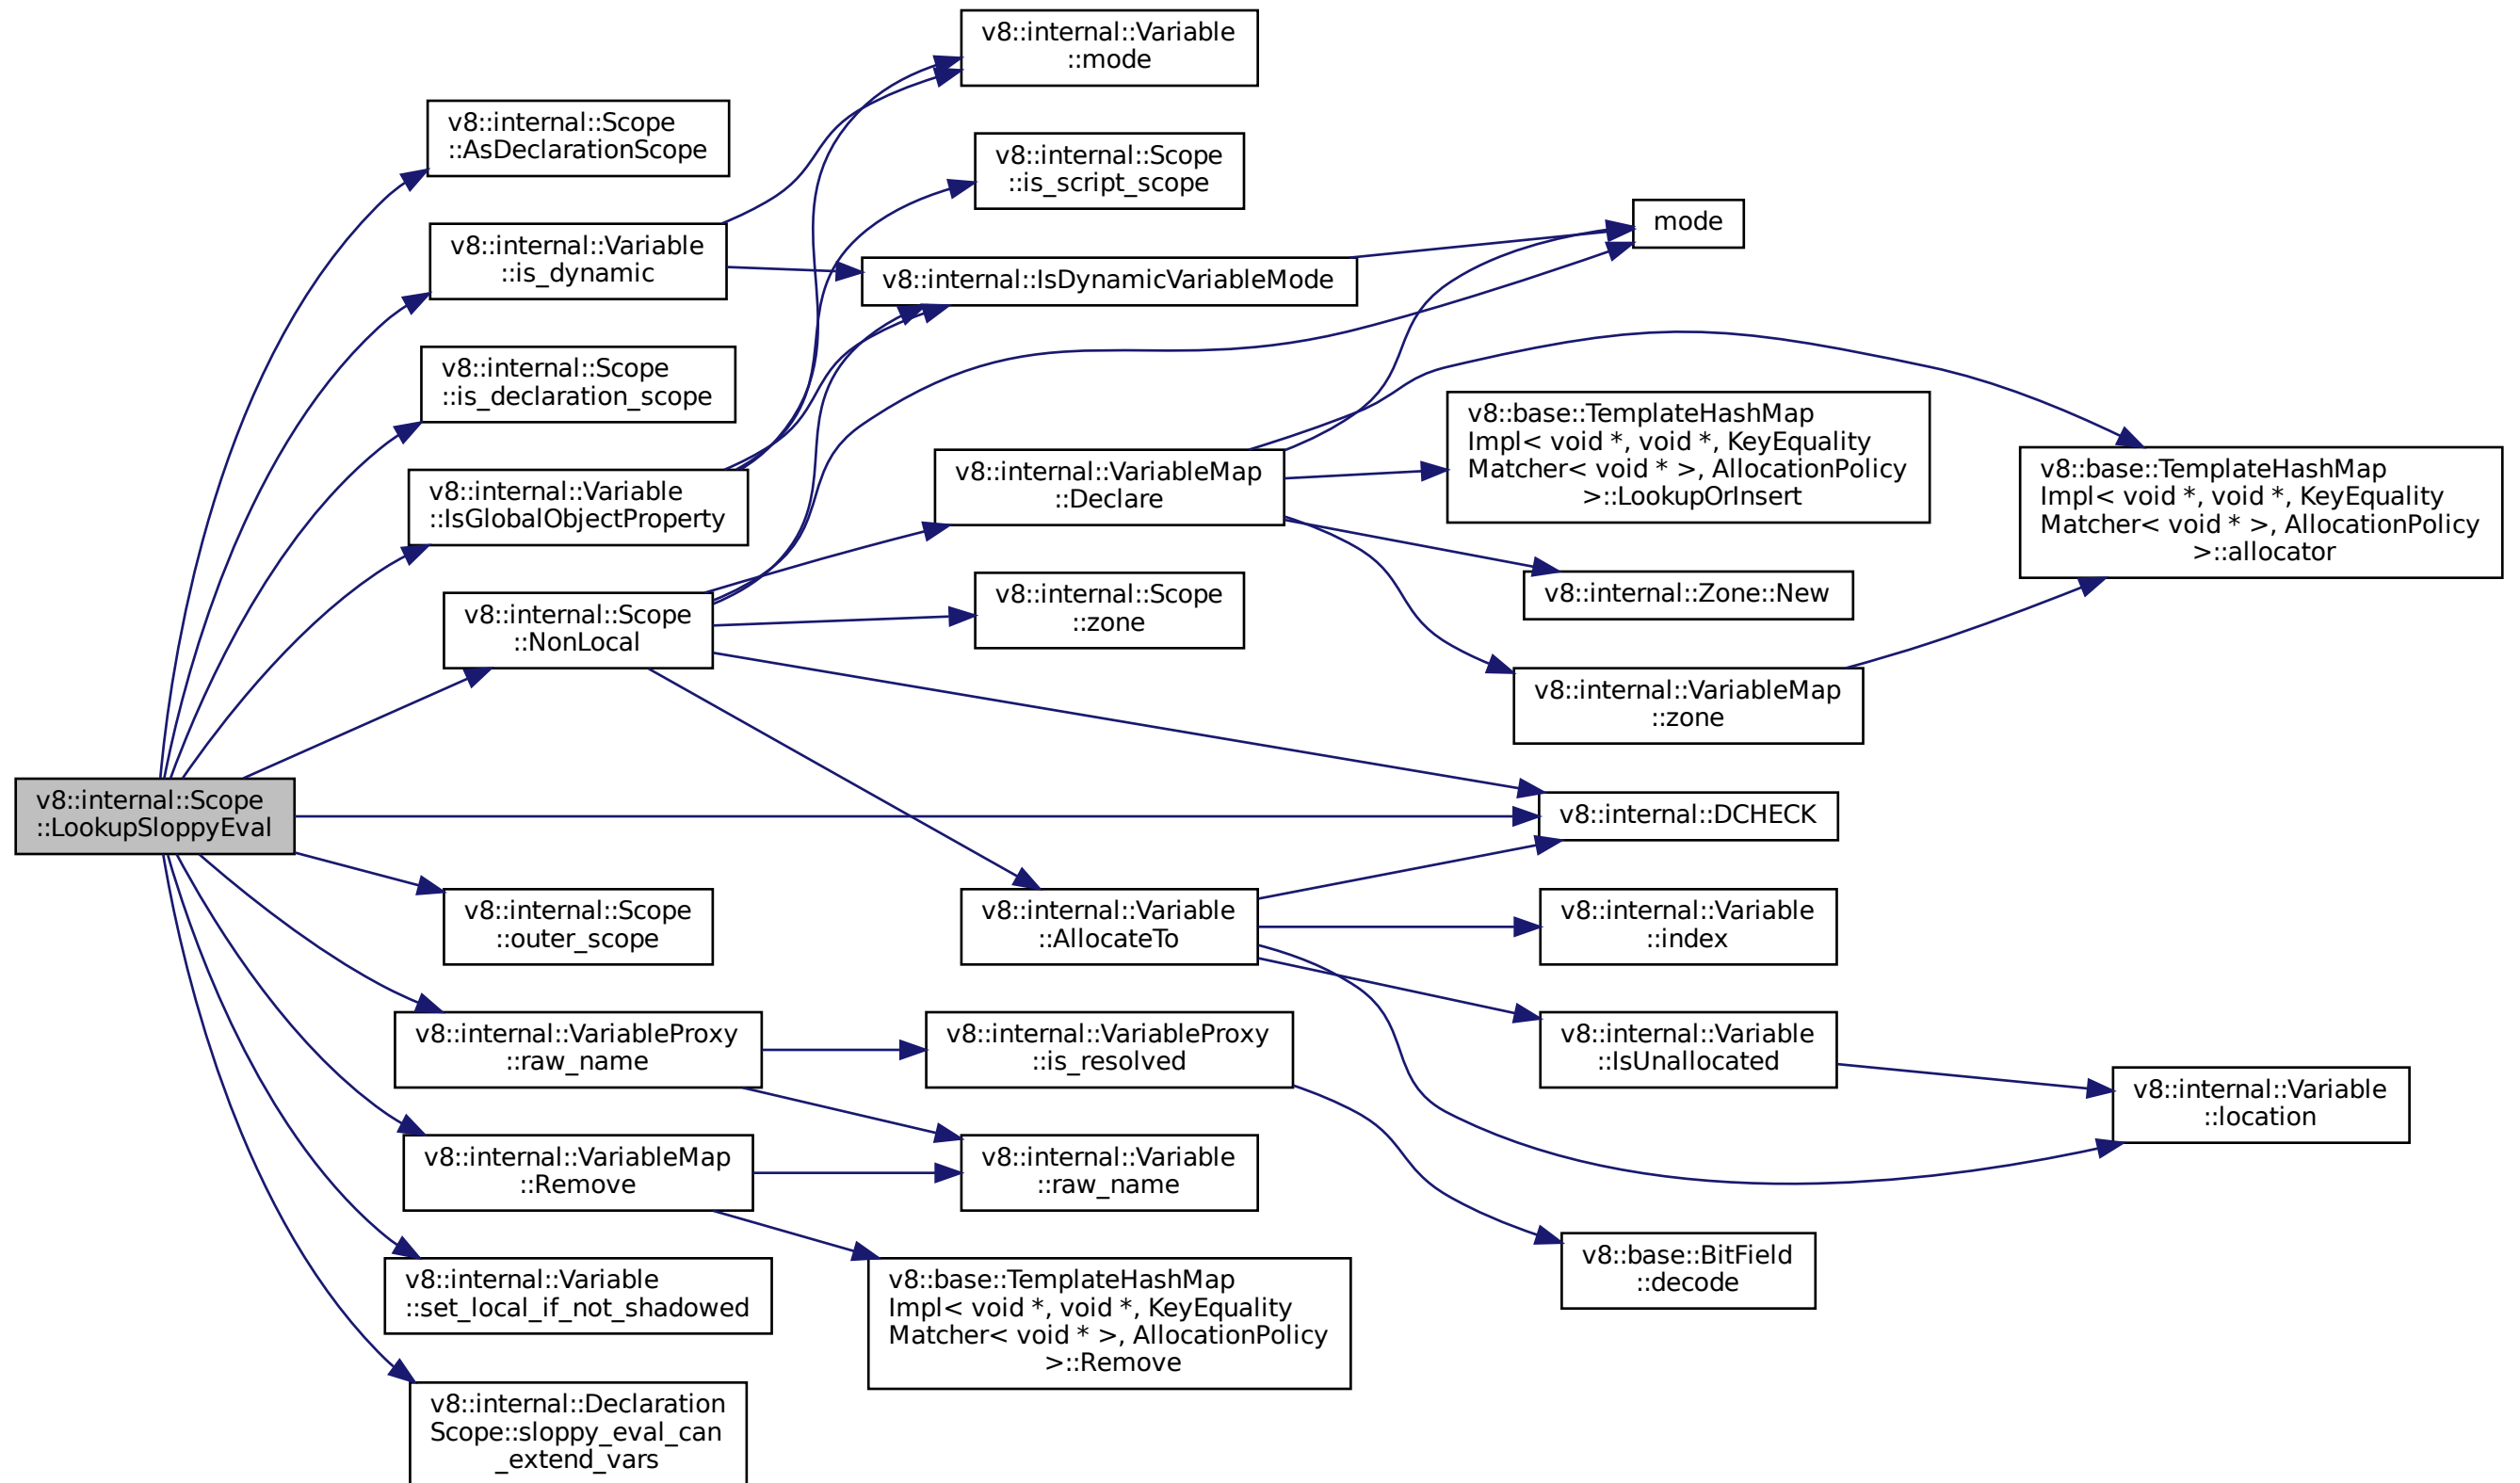 v8::internal::Variable
::mode
v8::internal::Scope
::AsDeclarationScope
v8::internal::Scope
::is_script_scope
mode
v8::internal::Variable
::is_dynamic
v8::internal::IsDynamicVariableMode
v8::internal::Scope
::is_declaration_scope
v8::base::TemplateHashMap
Impl< void *, void *, KeyEquality
Matcher< void * >, AllocationPolicy
>::LookupOrInsert
v8::base::TemplateHashMap
Impl< void *, void *, KeyEquality
Matcher< void * >, AllocationPolicy
>::allocator
v8::internal::VariableMap
::Declare
v8::internal::Variable
::IsGlobalObjectProperty
v8::internal::Zone::New
v8::internal::Scope
::zone
v8::internal::Scope
::NonLocal
v8::internal::VariableMap
::zone
v8::internal::Scope
::LookupSloppyEval
v8::internal::DCHECK
v8::internal::Scope
::outer_scope
v8::internal::Variable
::AllocateTo
v8::internal::Variable
::index
v8::internal::VariableProxy
::raw_name
v8::internal::VariableProxy
::is_resolved
v8::internal::Variable
::IsUnallocated
v8::internal::Variable
::location
v8::internal::VariableMap
::Remove
v8::internal::Variable
::raw_name
v8::base::BitField
::decode
v8::internal::Variable
::set_local_if_not_shadowed
v8::base::TemplateHashMap
Impl< void *, void *, KeyEquality
Matcher< void * >, AllocationPolicy
>::Remove
v8::internal::Declaration
Scope::sloppy_eval_can
_extend_vars